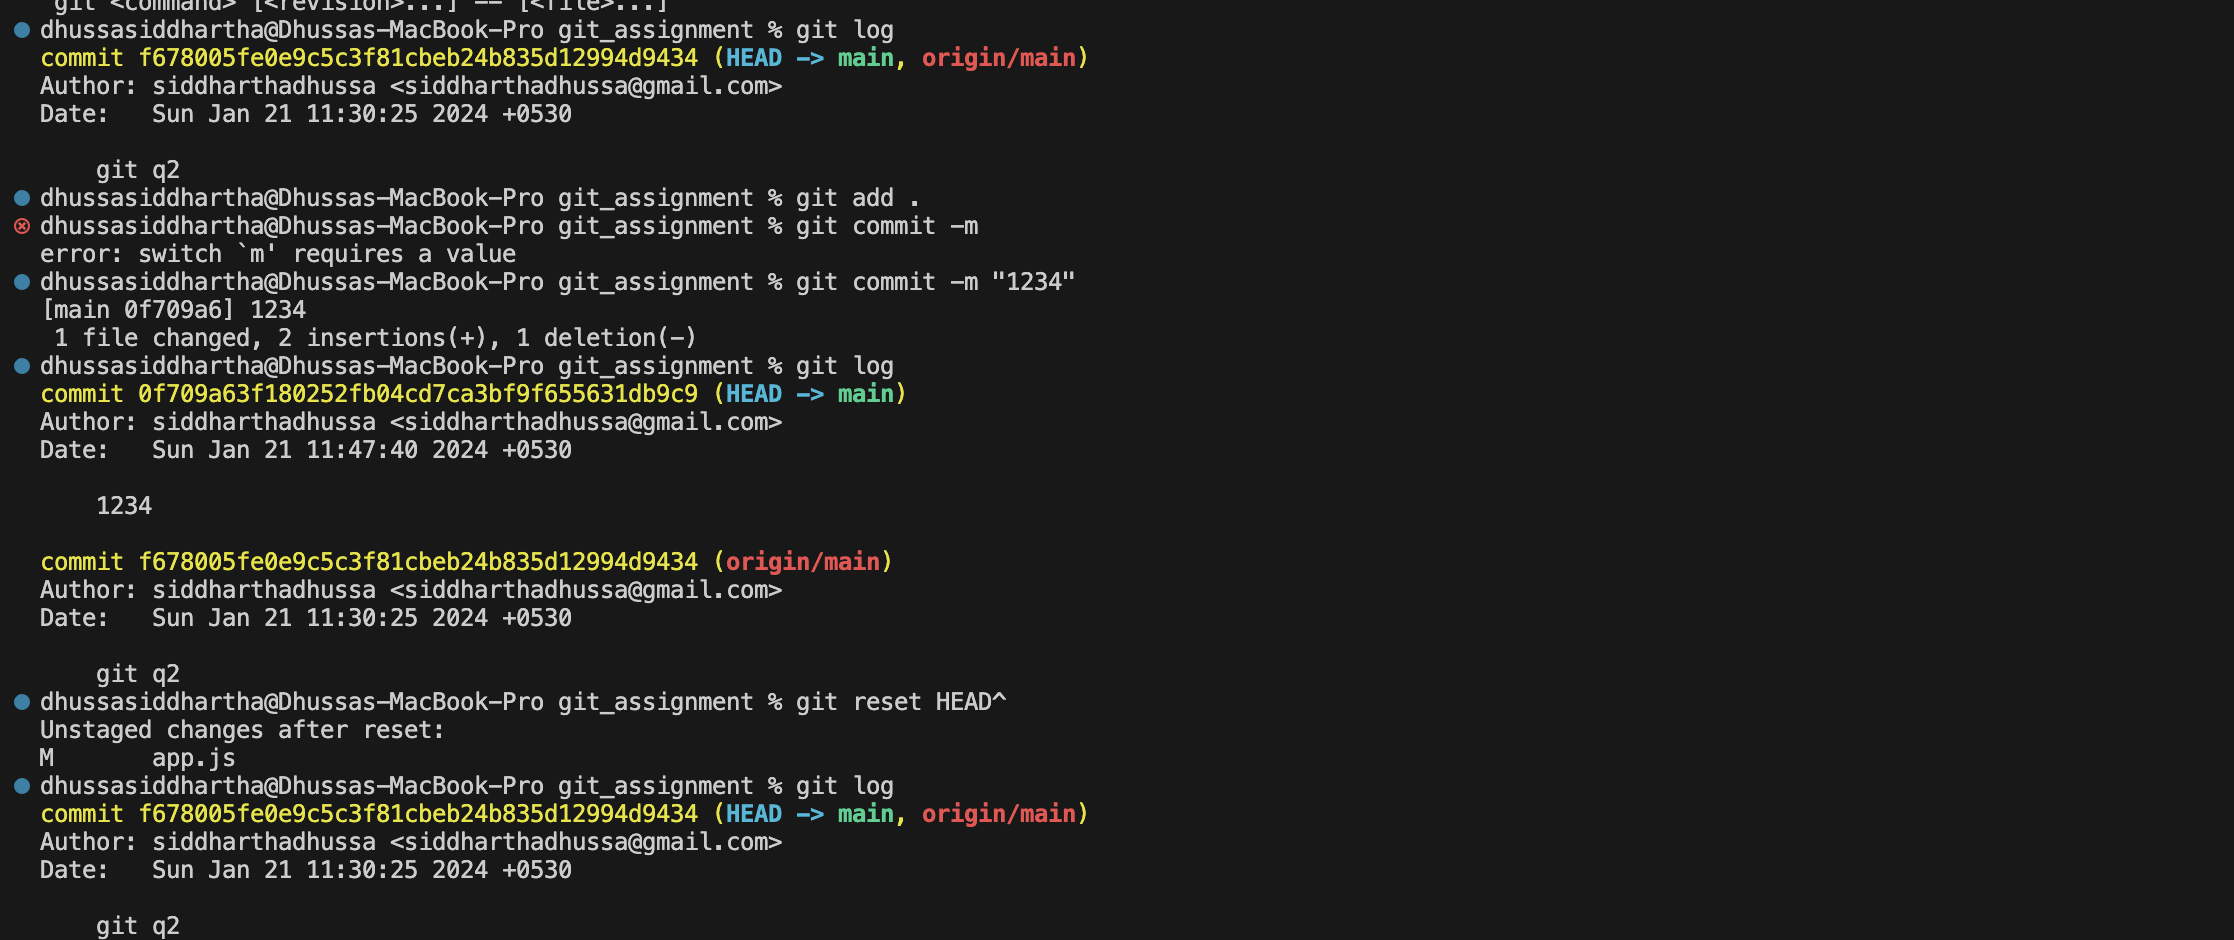 git <command> [<revision>...] -- [<file>...]
dhussasiddhartha@Dhussas-MacBook-Pro git_assignment % git log
commit f678005fe0e9c5c3f81cbeb24b835d12994d9434 (HEAD -> main, origin/main)
Author: siddharthadhussa <siddharthadhussa@gmail.com>
Date:   Sun Jan 21 11:30:25 2024 +0530
git q2
dhussasiddhartha@Dhussas-MacBook-Pro git_assignment % git add .
dhussasiddhartha@Dhussas-MacBook-Pro git_assignment % git commit -m
error: switch `m' requires a value
dhussasiddhartha@Dhussas-MacBook-Pro git_assignment % git commit -m "1234"
[main 0f709a6] 1234
1 file changed, 2 insertions(+), 1 deletion(-)
dhussasiddhartha@Dhussas-MacBook-Pro git_assignment % git log
commit 0f709a63f180252fb04cd7ca3bf9f655631db9c9 (HEAD -> main)
Author: siddharthadhussa <siddharthadhussa@gmail.com>
Date:   Sun Jan 21 11:47:40 2024 +0530
1234
commit f678005fe0e9c5c3f81cbeb24b835d12994d9434 (origin/main)
Author: siddharthadhussa <siddharthadhussa@gmail.com>
Date:   Sun Jan 21 11:30:25 2024 +0530
git q2
dhussasiddhartha@Dhussas-MacBook-Pro git_assignment % git reset HEAD^
Unstaged changes after reset:
M       app.js
dhussasiddhartha@Dhussas-MacBook-Pro git_assignment % git log
commit f678005fe0e9c5c3f81cbeb24b835d12994d9434 (HEAD -> main, origin/main)
Author: siddharthadhussa <siddharthadhussa@gmail.com>
Date:   Sun Jan 21 11:30:25 2024 +0530
git q2